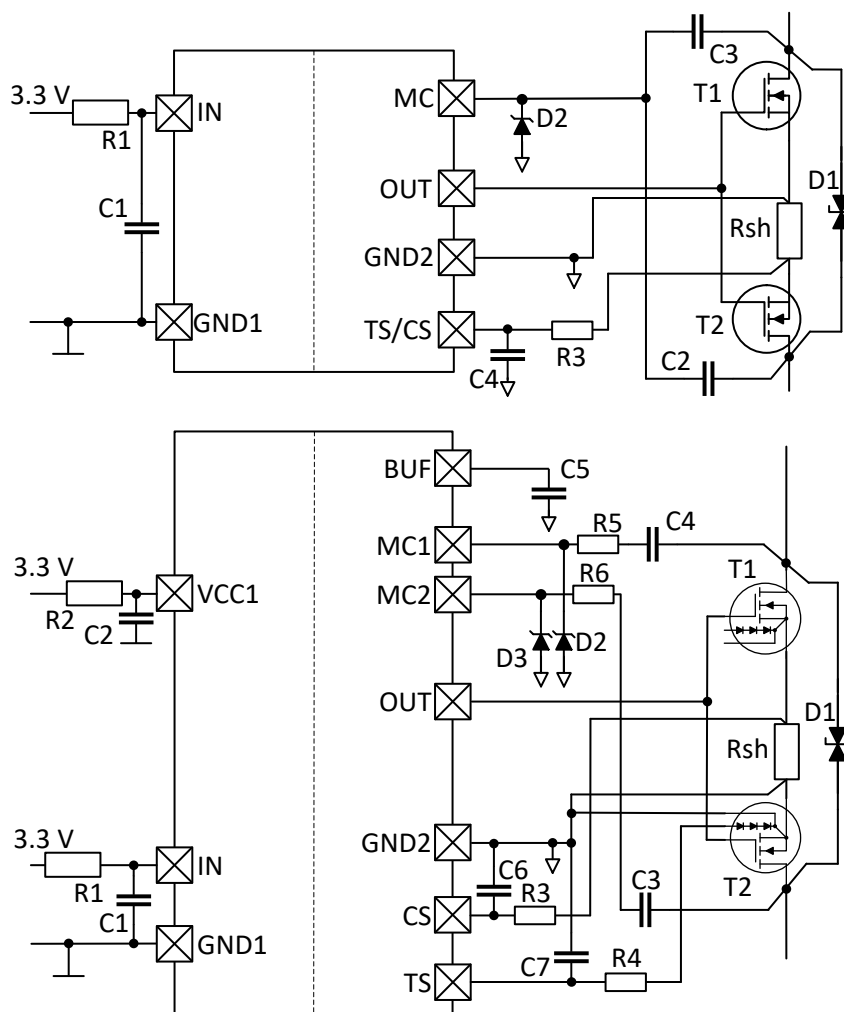 C3
T1
3.3 V
MC
IN
R1
D2
C1
OUT
D1
Rsh
GND2
GND1
TS/CS
T2
R3
C4
C2
BUF
C5
MC1
R5
C4
3.3 V
MC2
R6
T1
VCC1
R2
C2
D3
D2
OUT
D1
Rsh
3.3 V
GND2
IN
R1
C6
T2
C1
CS
R3
C3
GND1
C7
R4
TS